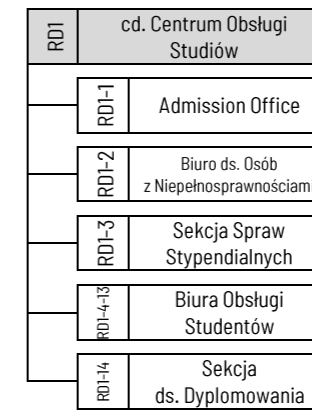 RD1
cd. Centrum Obsługi
Studiów
RD1-1
Admission Office
RD1-2
Biuro ds. Osób
z Niepełnosprawnościami
RD1-3
Sekcja Spraw
Stypendialnych
RD1-4-13
Biura Obsługi
Studentów
RD1-14
Sekcja
ds. Dyplomowania